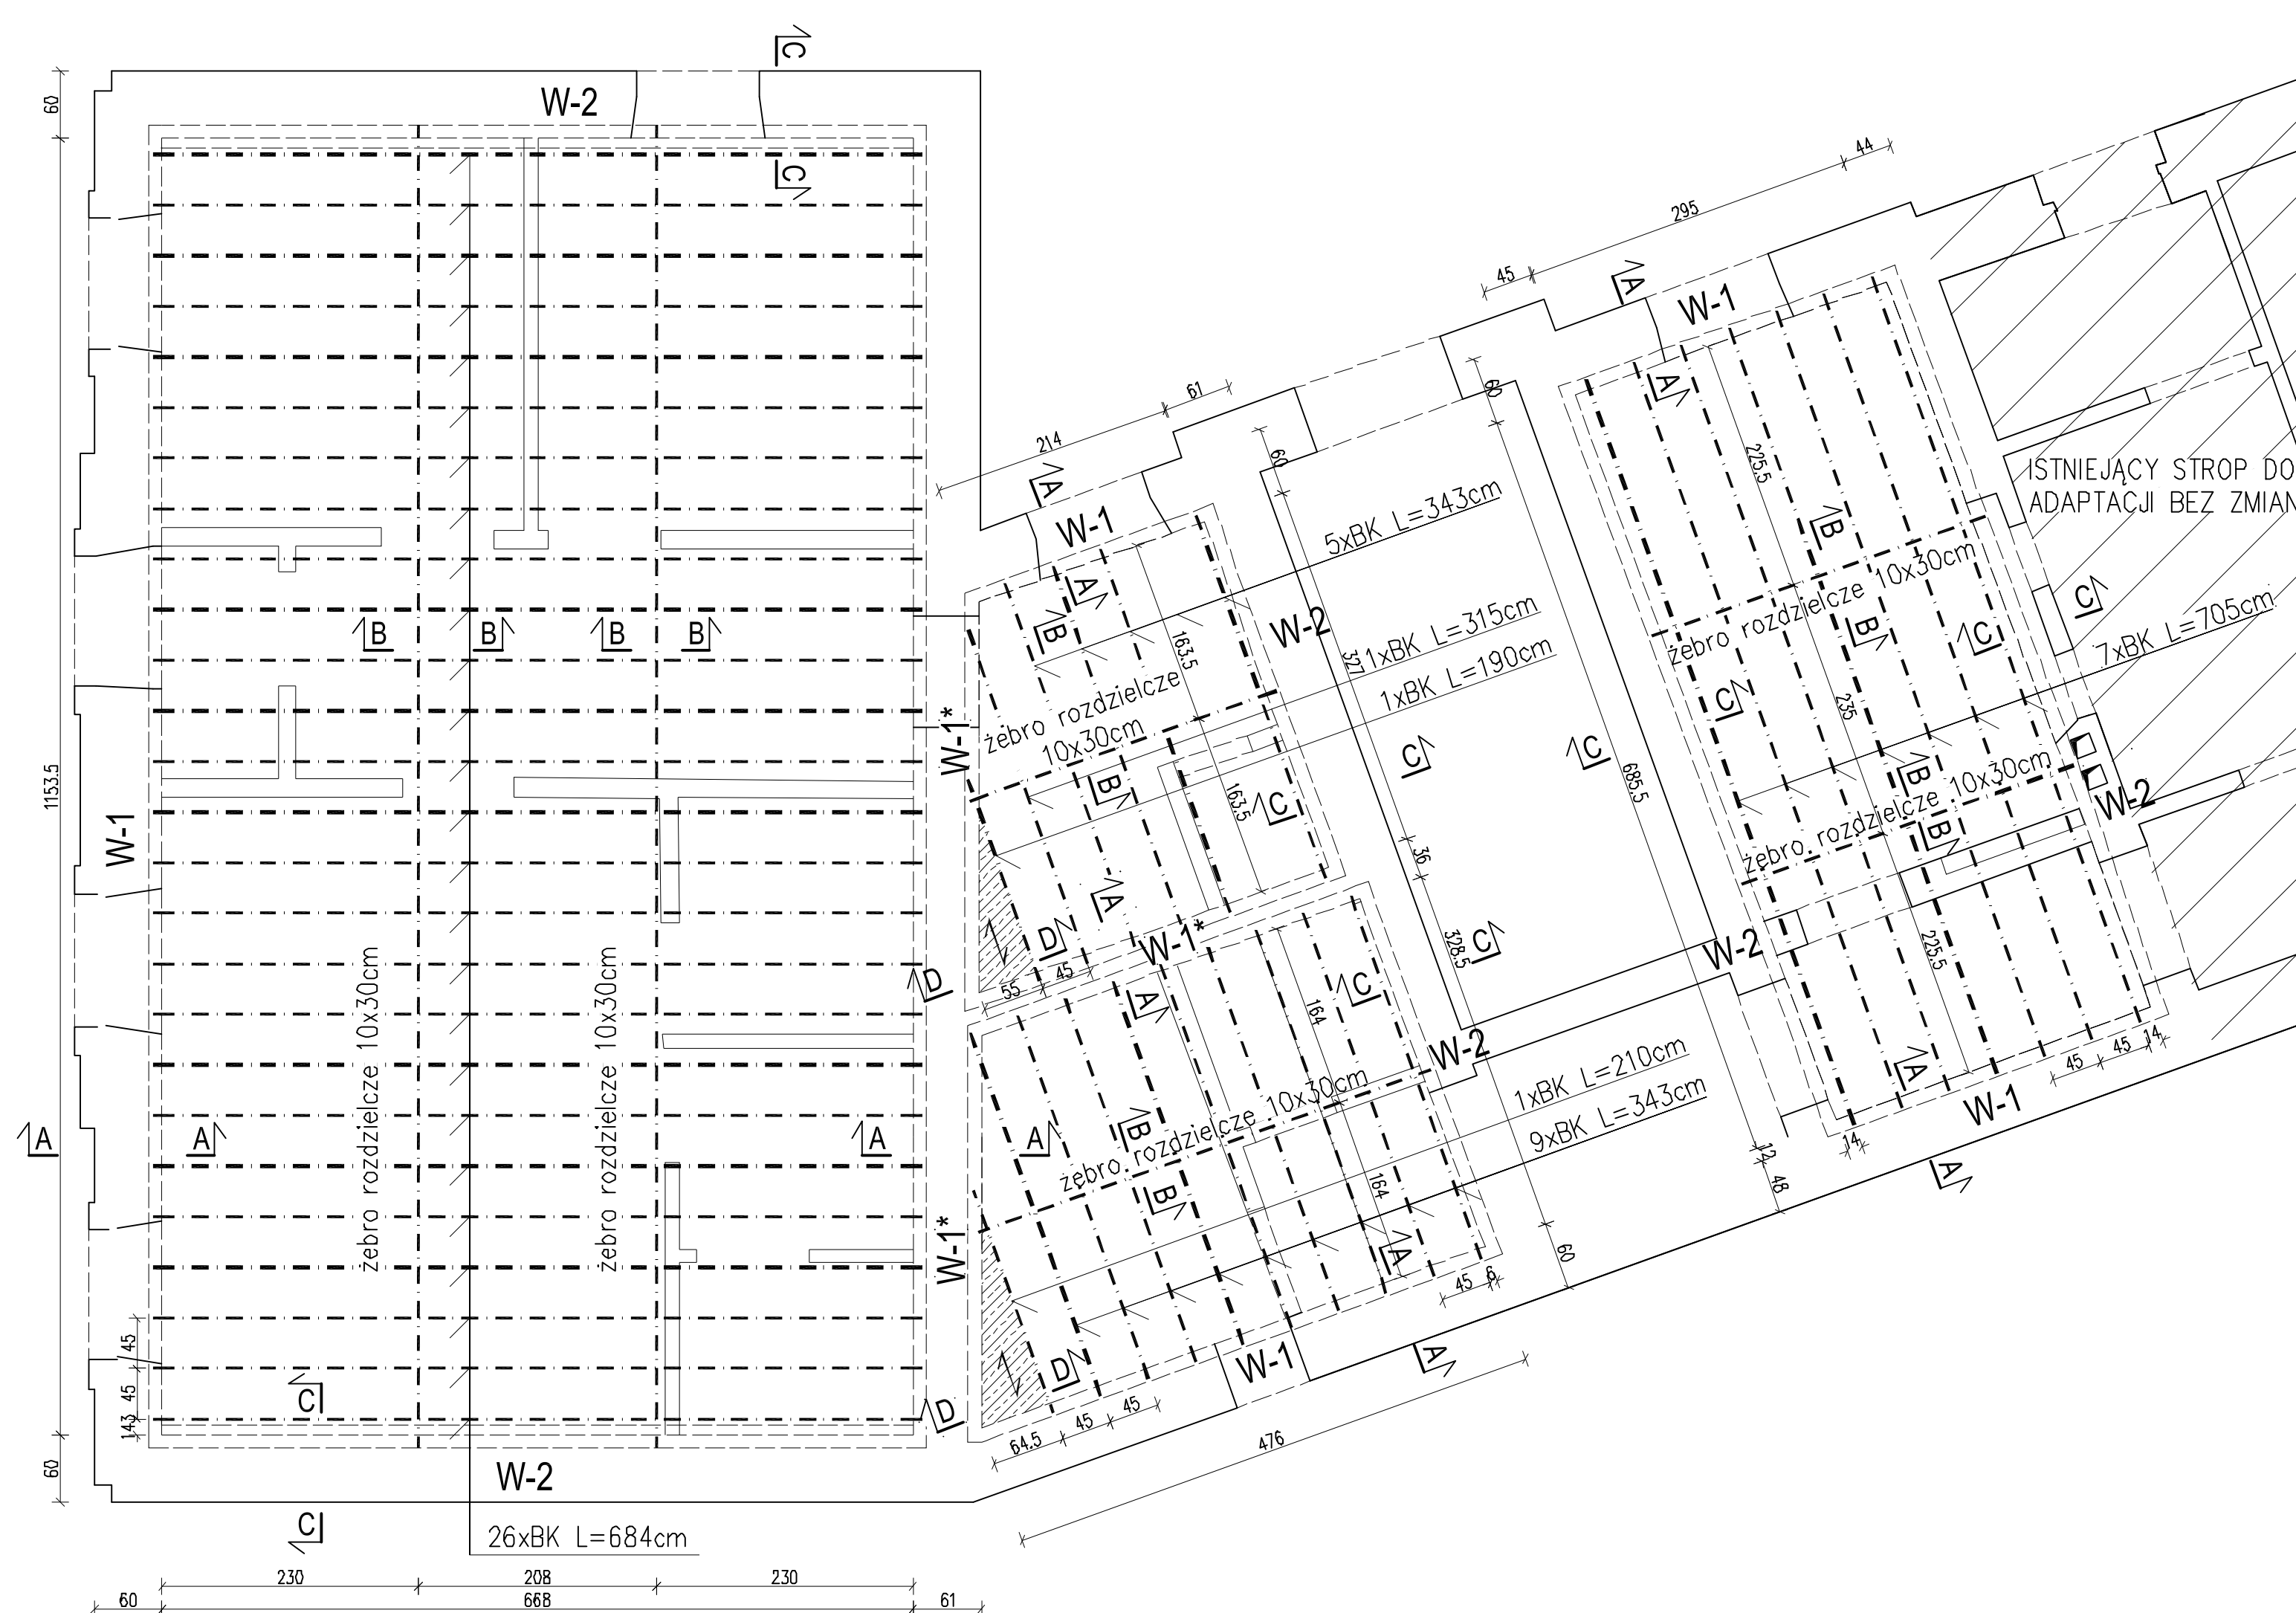 C
W-2
60
C
44
295
45
A
W-1
A
61
214
60
60
A
W-1
225.5
ISTNIEJĄCY STROP DO
ADAPTACJI BEZ ZMIAN
5xBK L=343cm
B
żebro rozdzielcze 10x30cm
A
C
B
B
B
B
B
W-2
1xBK L=315cm
163.5
327
B
C
7xBK L=705cm
1xBK L=190cm
żebro rozdzielcze
10x30cm
W-1*
C
235
C
C
685.5
1153.5
W-1
B
163.5
C
B
żebro rozdzielcze 10x30cm
W-2
B
36
A
D
W-1*
328.5
C
W-2
225.5
żebro rozdzielcze 10x30cm
żebro rozdzielcze 10x30cm
D
55
45
A
C
164
W-2
1xBK L=210cm
9xBK L=343cm
A
45
45
14
W-1
A
A
A
A
B
żebro rozdzielcze 10x30cm
14
12
48
A
B
164
W-1*
A
60
45
6
45
45
14.3
C
D
W-1
A
D
45
45
64.5
476
60
W-2
C
26xBK L=684cm
230
208
230
60
668
61